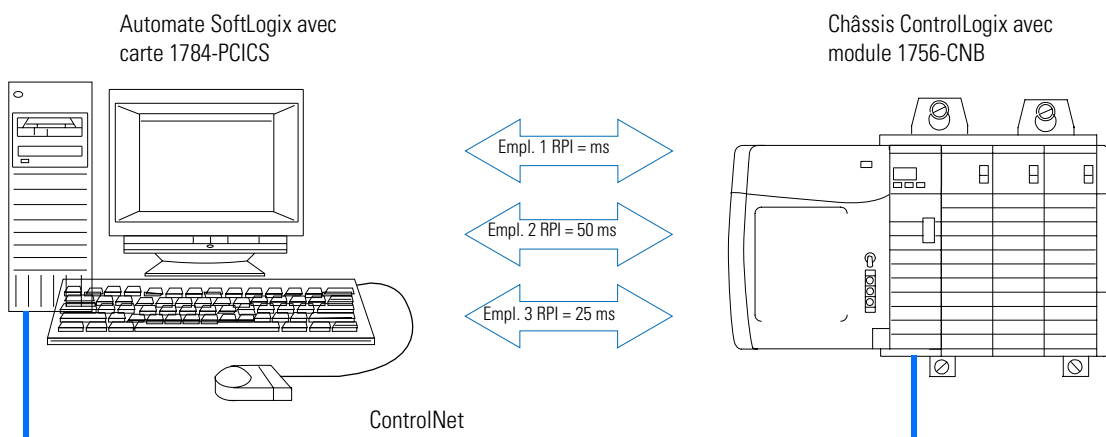 Automate SoftLogix avec
carte 1784-PCICS
Châssis ControlLogix avec
module 1756-CNB
Empl. 1 RPI = ms
Empl. 2 RPI = 50 ms
Empl. 3 RPI = 25 ms
ControlNet